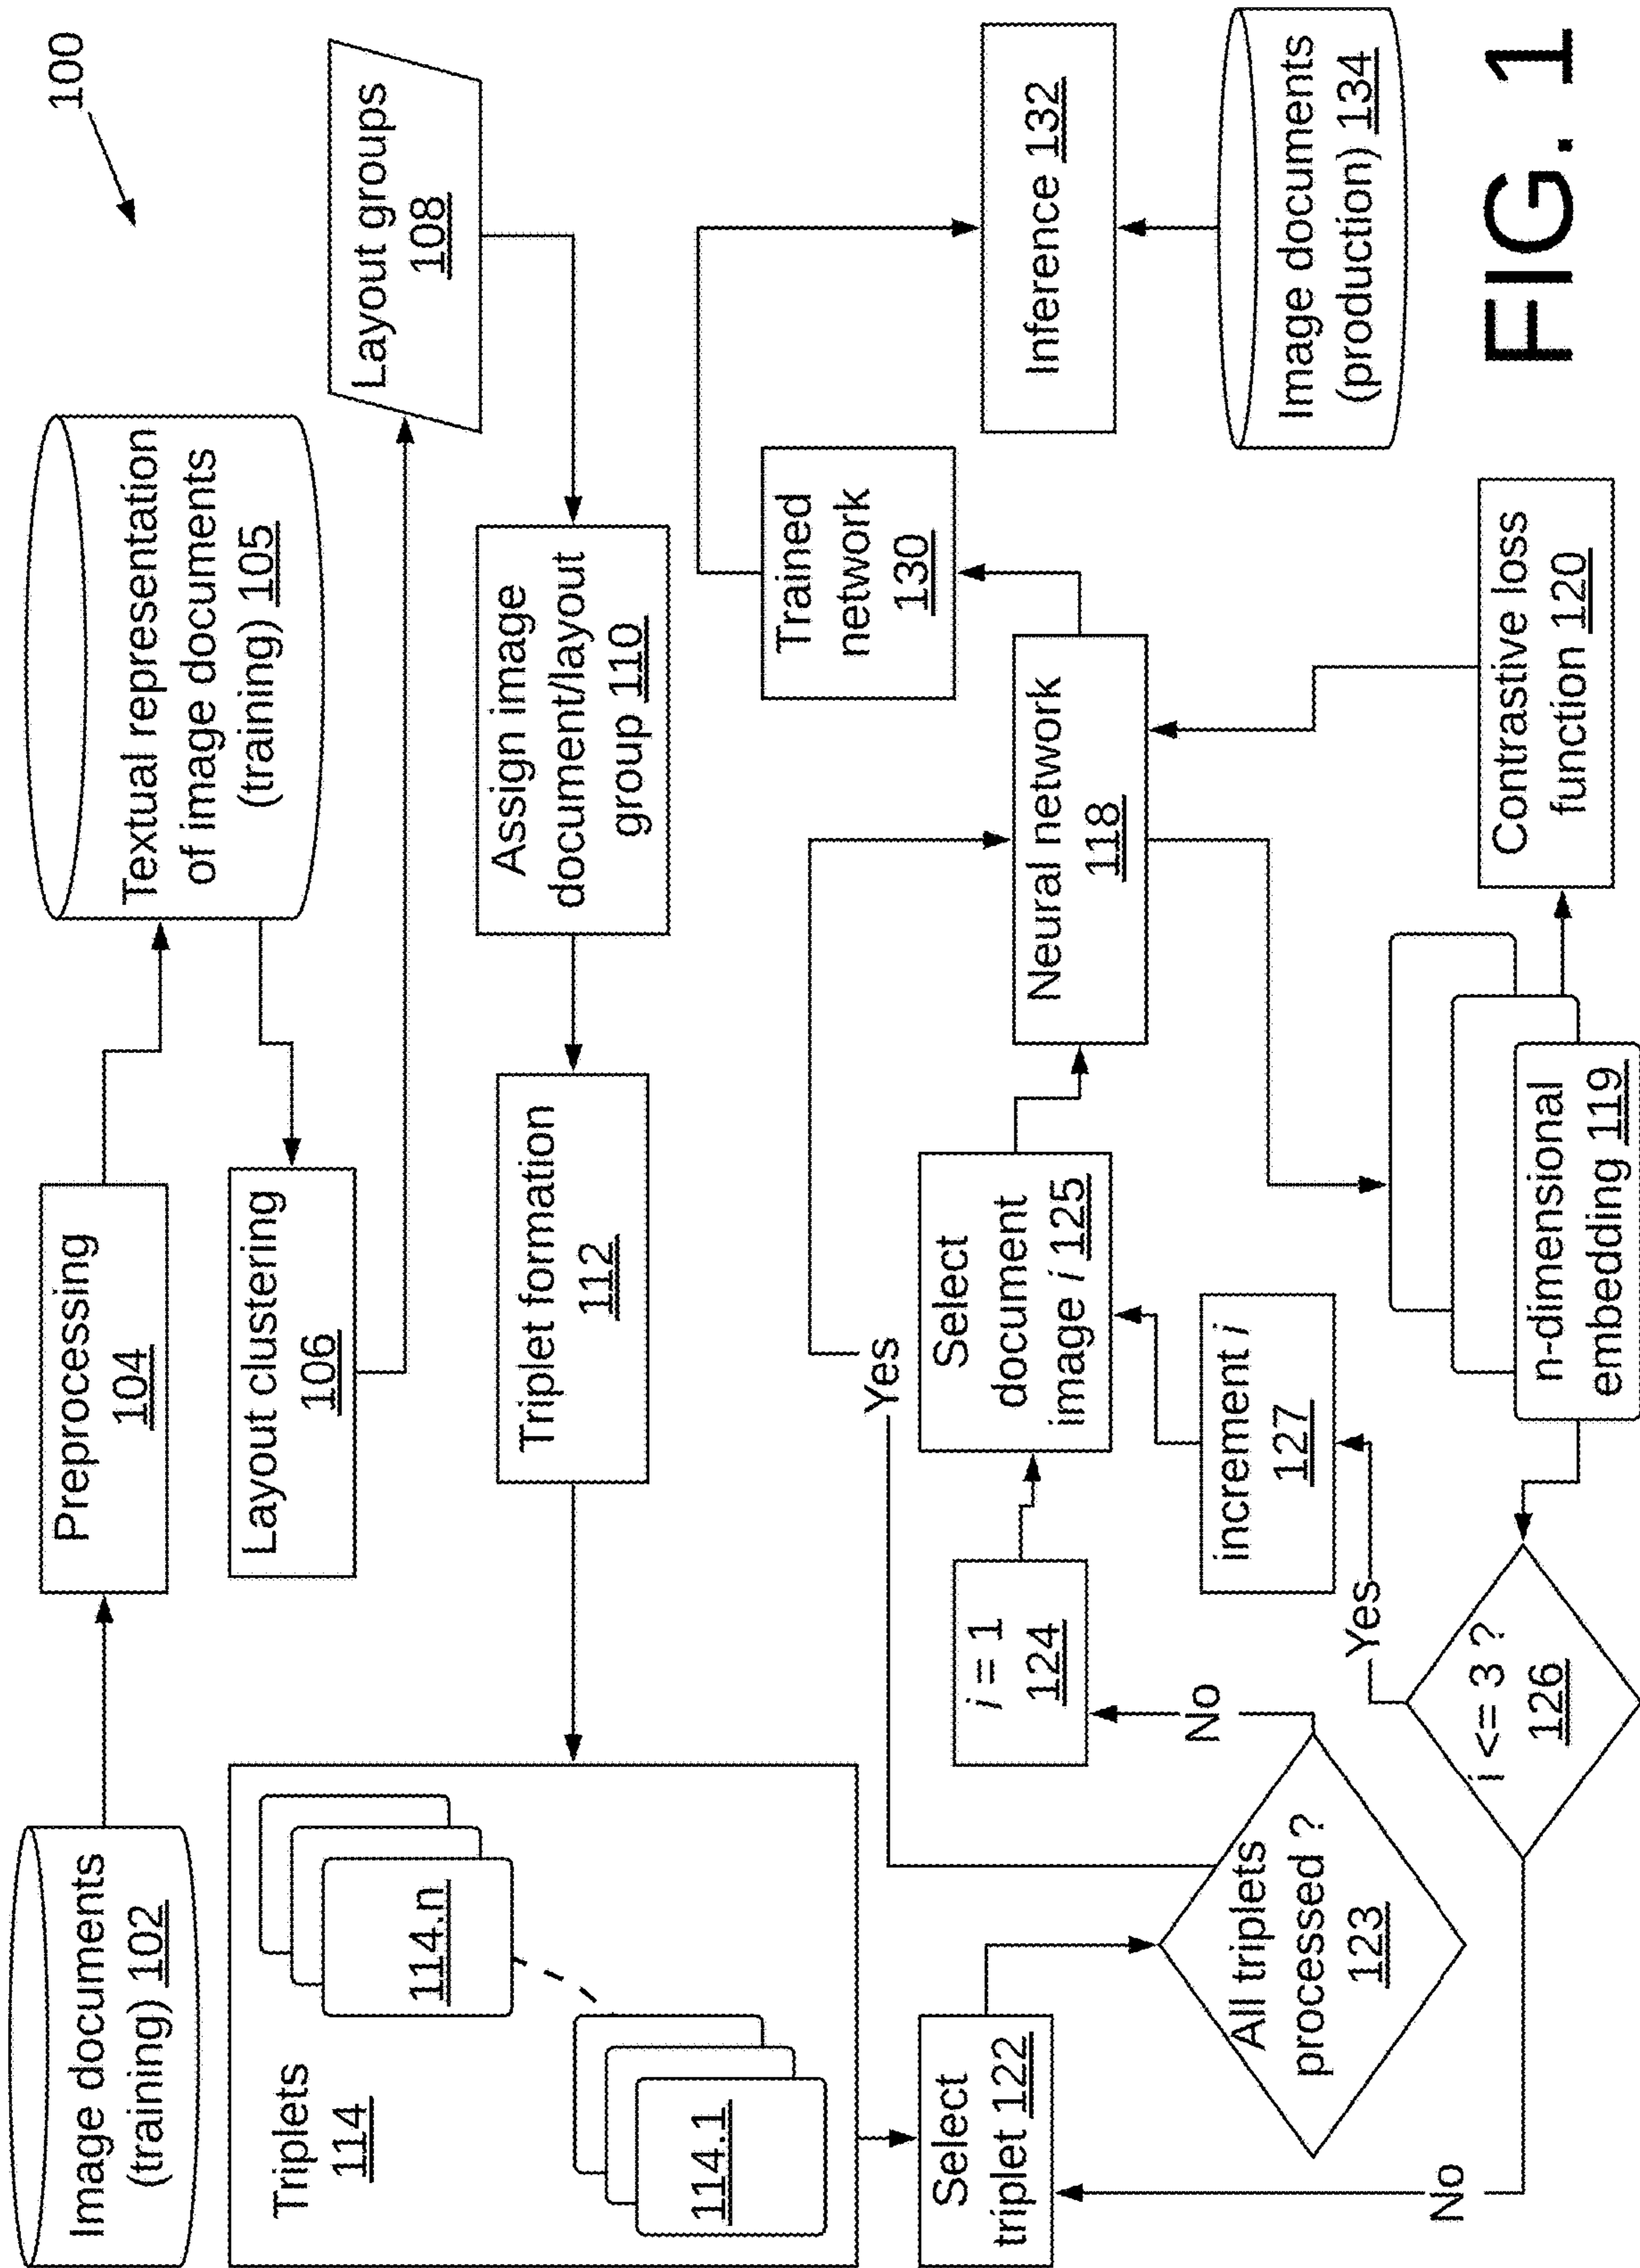 100
Image documents
(training) 102
Preprocessing
104
Textual representation
of image documents
(training) 105
Layout clustering
106
Layout groups
108
Assign image
document/layout
group 110
Triplet formation
112
Triplets
114
114.n
114.1
Select
triplet 122
All triplets
processed ?
123
Yes
No
i = 1
124
Select
document
image i 125
increment i
127
Yes
i <= 3 ?
126
No
Neural network
118
n-dimensional
embedding 119
Contrastive loss
function 120
Trained
network
130
Inference 132
Image documents
(production) 134
FIG. 1